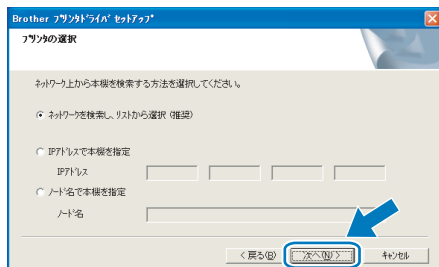 Brother ﾌﾟﾘﾝﾀﾄﾞﾗｲﾊﾞ ｾｯﾄｱｯﾌﾟ
ﾌﾟﾘﾝﾀの選択
ﾈｯﾄﾜｰｸ上から本機を検索する方法を選択してください。
ﾈｯﾄﾜｰｸを検索し、ﾘｽﾄから選択 (推奨)
IPｱﾄﾞﾚｽで本機を指定
IPｱﾄﾞﾚｽ
ﾉｰﾄﾞ名で本機を指定
ﾉｰﾄﾞ名
< 戻る(B) 次へ(N) > ｷｬﾝｾﾙ